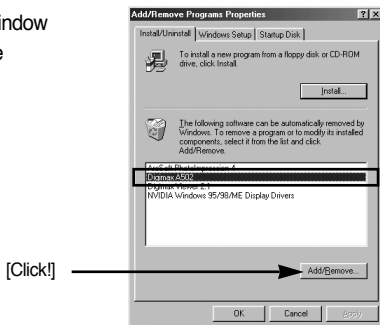 indow
e
[Click!]
Add/Remove Programs Properties
Install/Uninstall Windows Setup Startup Disk
To install a new program from a floppy disk or CD-ROM
drive, click Install.
Install...
The following software can be automatically removed by
Windows. To remove a program or to modify its installed
components, select it from the list and click
Add/Remove.
ArcSoft PhotoImpression 4
Digimax A502
Digimax Viewer 2.1
NVIDIA Windows 95/98/ME Display Drivers
Add/Remove...
OK Cancel Apply